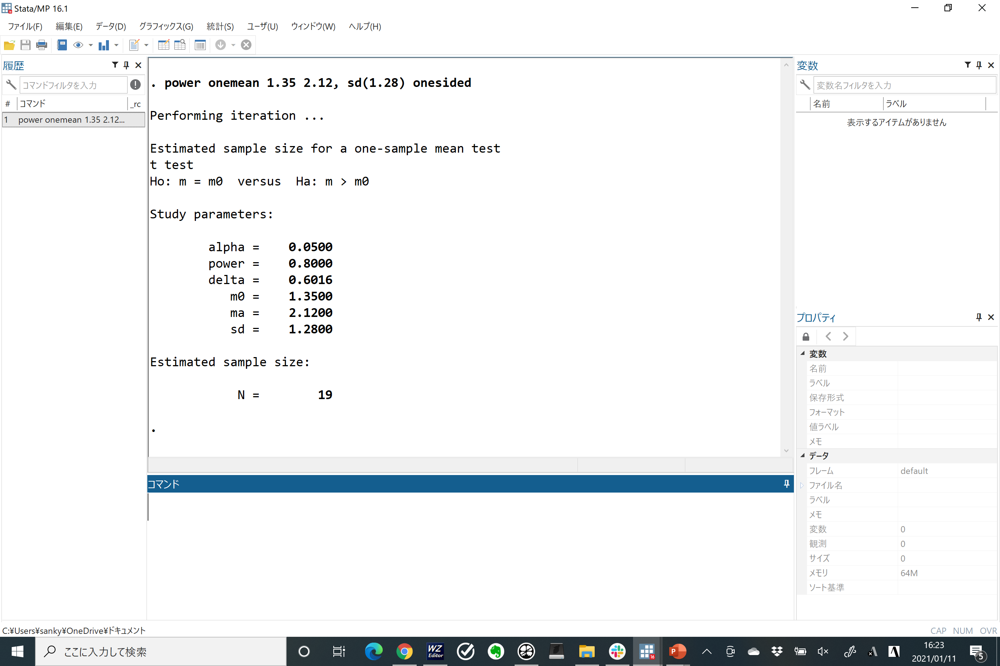 Stata/MP 16.1
ファイル(F) 編集(E) データ(D) グラフィックス(G) 統計(S) ユーザ(U) ウィンドウ(W) ヘルプ(H)
履歴
コマンドフィルタを入力
# コマンド _rc
1 power onemean 1.35 2.12...
. power onemean 1.35 2.12, sd(1.28) onesided
Performing iteration ...
Estimated sample size for a one-sample mean test
t test
Ho: m = m0 versus Ha: m > m0
Study parameters:
alpha = 0.0500
power = 0.8000
delta = 0.6016
m0 = 1.3500
ma = 2.1200
sd = 1.2800
Estimated sample size:
N = 19
.
コマンド
変数
変数名フィルタを入力
名前 ラベル
表示するアイテムがありません
プロパティ
変数
名前
ラベル
保存形式
フォーマット
値ラベル
メモ
データ
フレーム default
ファイル名
ラベル
メモ
変数 0
観測 0
サイズ 0
メモリ 64M
ソート基準
C:¥Users¥sanky¥OneDrive¥ドキュメント
CAP NUM OVR
ここに入力して検索
WZ
Editor
16
P
A
16:23
2021/01/11
5